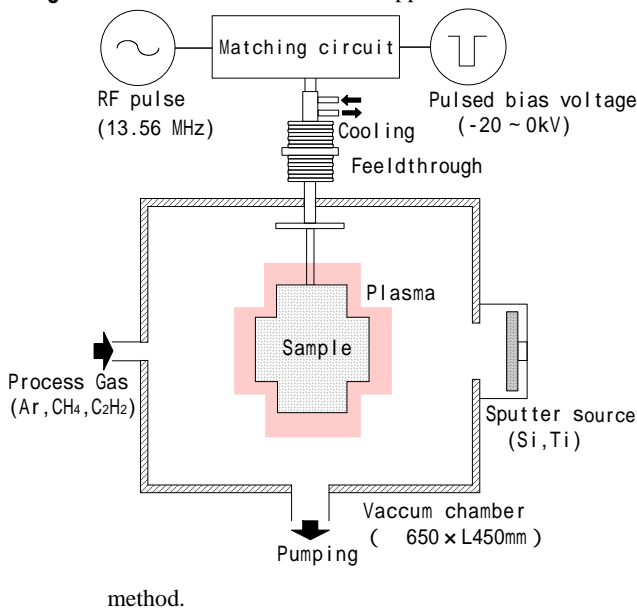 Matching circuit
RF pulse
(13.56 MHz)
Pulsed bias voltage
(-20 ~ 0kV)
Cooling
Feeldthrough
Plasma
Sample
Process Gas
(Ar,CH4,C2H2)
Sputter source
(Si,Ti)
Vaccum chamber
( 650 × L450mm )
Pumping
method.